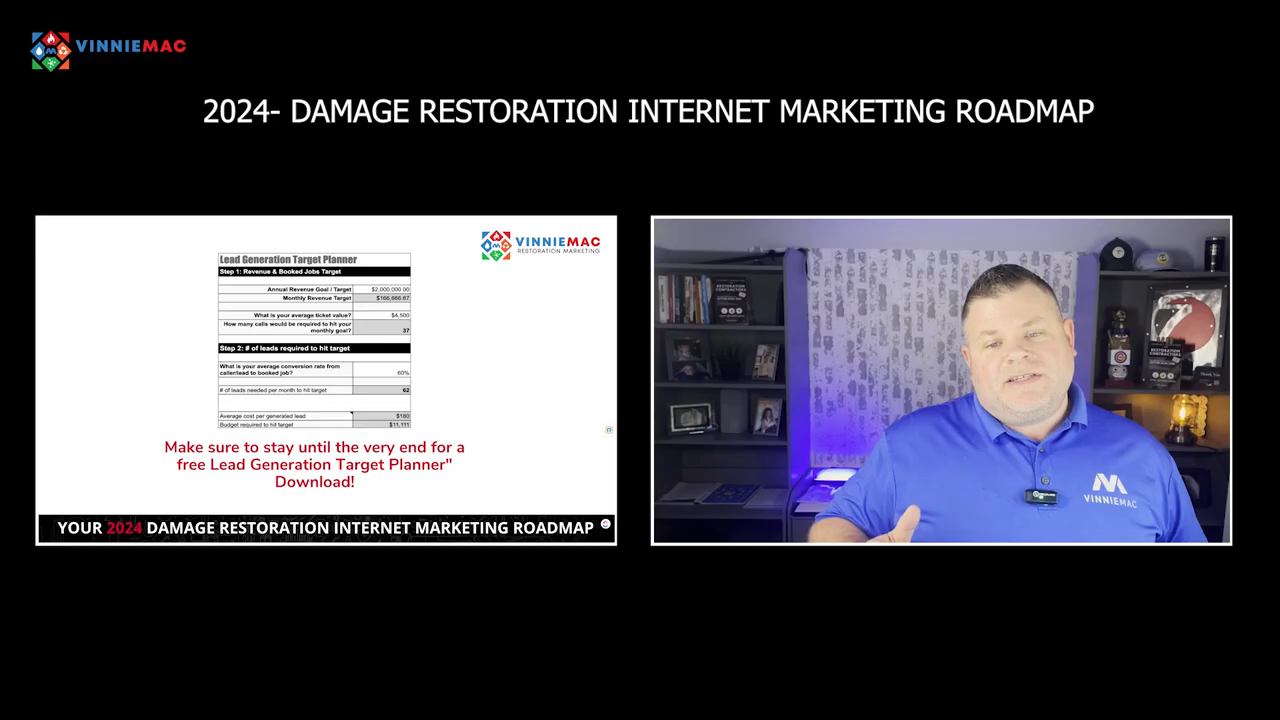 VINNIEMAC
2024- DAMAGE RESTORATION INTERNET MARKETING ROADMAP
VINNIEMAC
RESTORATION MARKETING
Lead Generation Target Planner
Step 1: Revenue & Booked Jobs Target
Annual Revenue Goal / Target $2,000,000.00
Monthly Revenue Target $166,666.67
What is your average ticket value? $4,500
How many calls would be required to hit your
monthly goal? 37
Step 2: # of leads required to hit target
What is your average conversion rate from
caller/lead to booked job? 60%
# of leads needed per month to hit target 62
Average cost per generated lead $180
Budget required to hit target $11,111
Make sure to stay until the very end for a
free Lead Generation Target Planner"
Download!
YOUR 2024 DAMAGE RESTORATION INTERNET MARKETING ROADMAP
VINNIEMAC